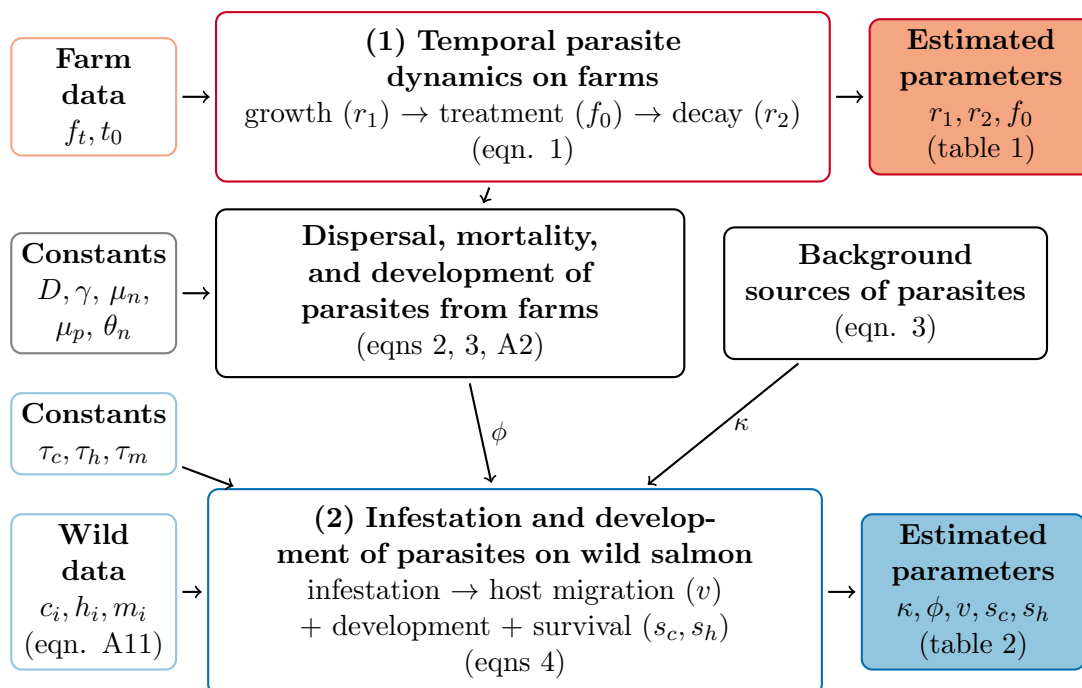 Farm
data
f_t, t_0
(1) Temporal parasite
dynamics on farms
growth (r_1) → treatment (f_0) → decay (r_2)
(eqn. 1)
Estimated
parameters
r_1, r_2, f_0
(table 1)
Constants
D, γ, μ_n,
μ_p, θ_n
Dispersal, mortality,
and development of
parasites from farms
(eqns 2, 3, A2)
Background
sources of parasites
(eqn. 3)
Constants
τ_c, τ_h, τ_m
ϕ
κ
Wild
data
c_i, h_i, m_i
(eqn. A11)
(2) Infestation and develop-
ment of parasites on wild salmon
infestation → host migration (v)
+ development + survival (s_c, s_h)
(eqns 4)
Estimated
parameters
κ, ϕ, v, s_c, s_h
(table 2)